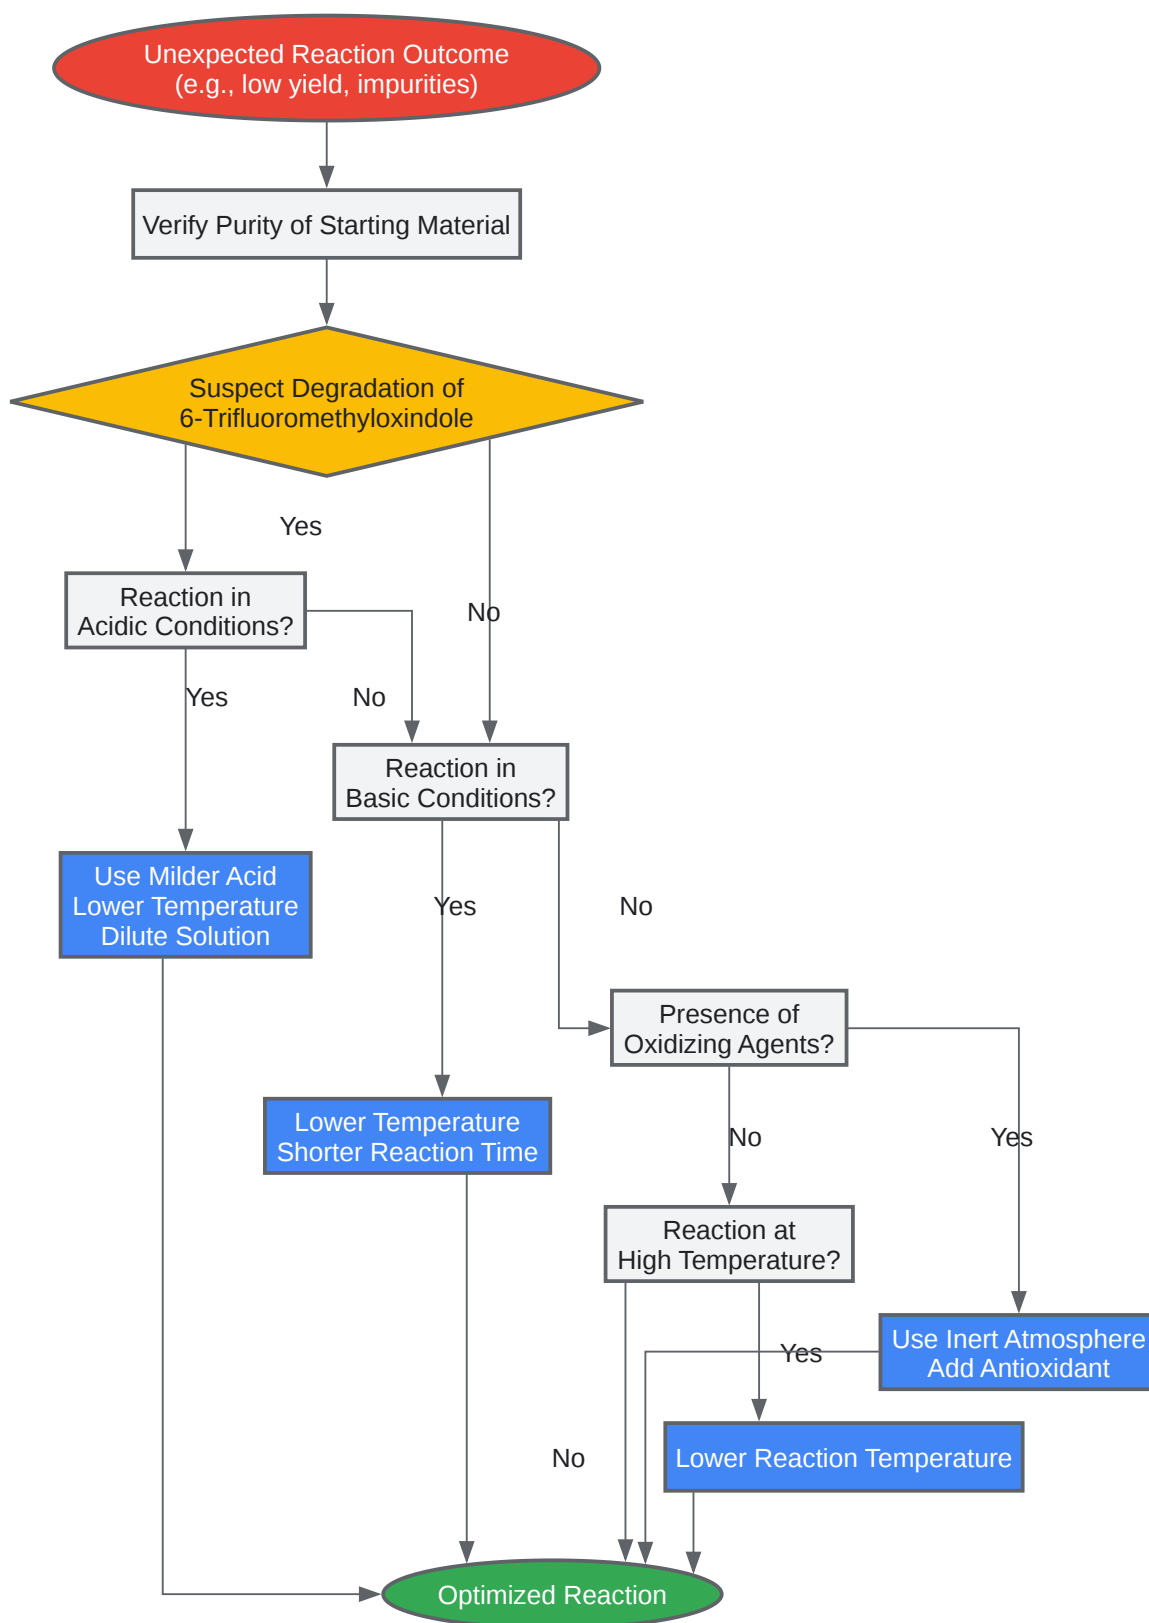 Unexpected Reaction Outcome
(e.g., low yield, impurities)
Verify Purity of Starting Material
Suspect Degradation of
6-Trifluoromethyloxindole
Yes
Reaction in
Acidic Conditions?
No
Yes
No
Reaction in
Basic Conditions?
Use Milder Acid
Lower Temperature
Dilute Solution
Yes
No
Presence of
Oxidizing Agents?
Lower Temperature
Shorter Reaction Time
No
Yes
Reaction at
High Temperature?
Use Inert Atmosphere
Add Antioxidant
Yes
No
Lower Reaction Temperature
Optimized Reaction